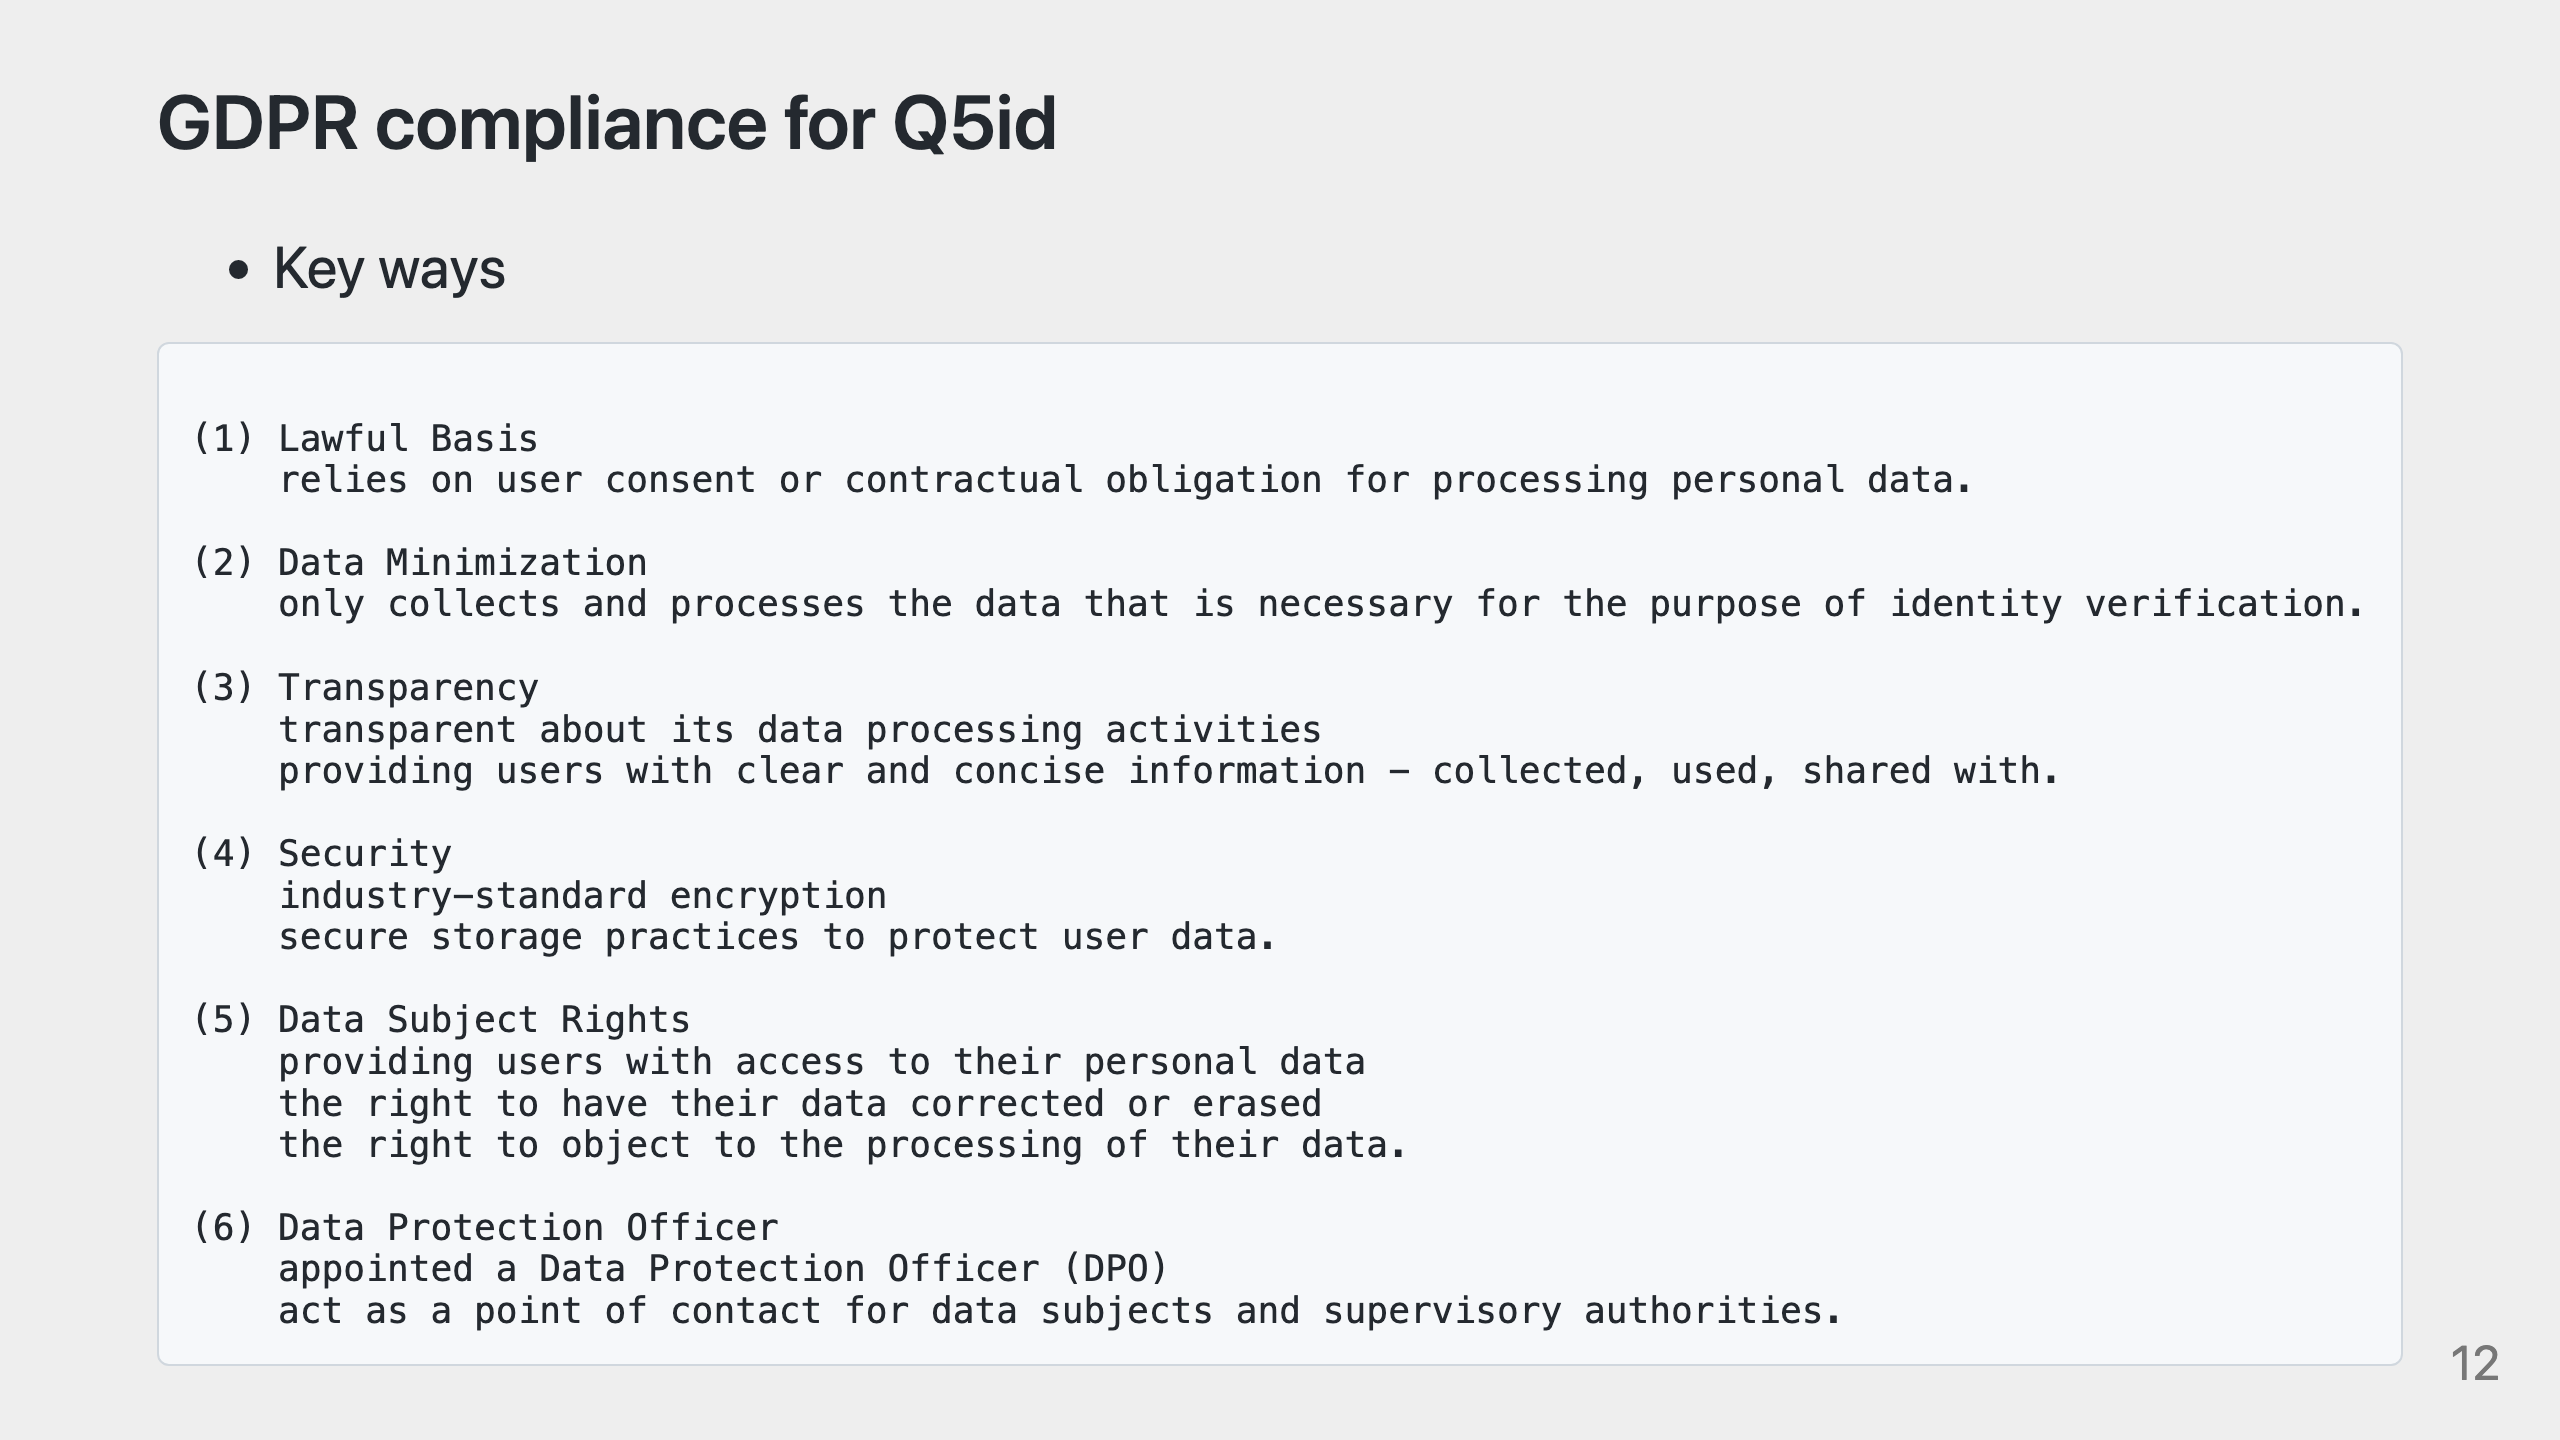 GDPR compliance for Q5id
• Key ways
(1) Lawful Basis
relies on user consent or contractual obligation for processing personal data.
(2) Data Minimization
only collects and processes the data that is necessary for the purpose of identity verification.
(3) Transparency
transparent about its data processing activities
providing users with clear and concise information - collected, used, shared with.
(4) Security
industry-standard encryption
secure storage practices to protect user data.
(5) Data Subject Rights
providing users with access to their personal data
the right to have their data corrected or erased
the right to object to the processing of their data.
(6) Data Protection Officer
appointed a Data Protection Officer (DPO)
act as a point of contact for data subjects and supervisory authorities.
12